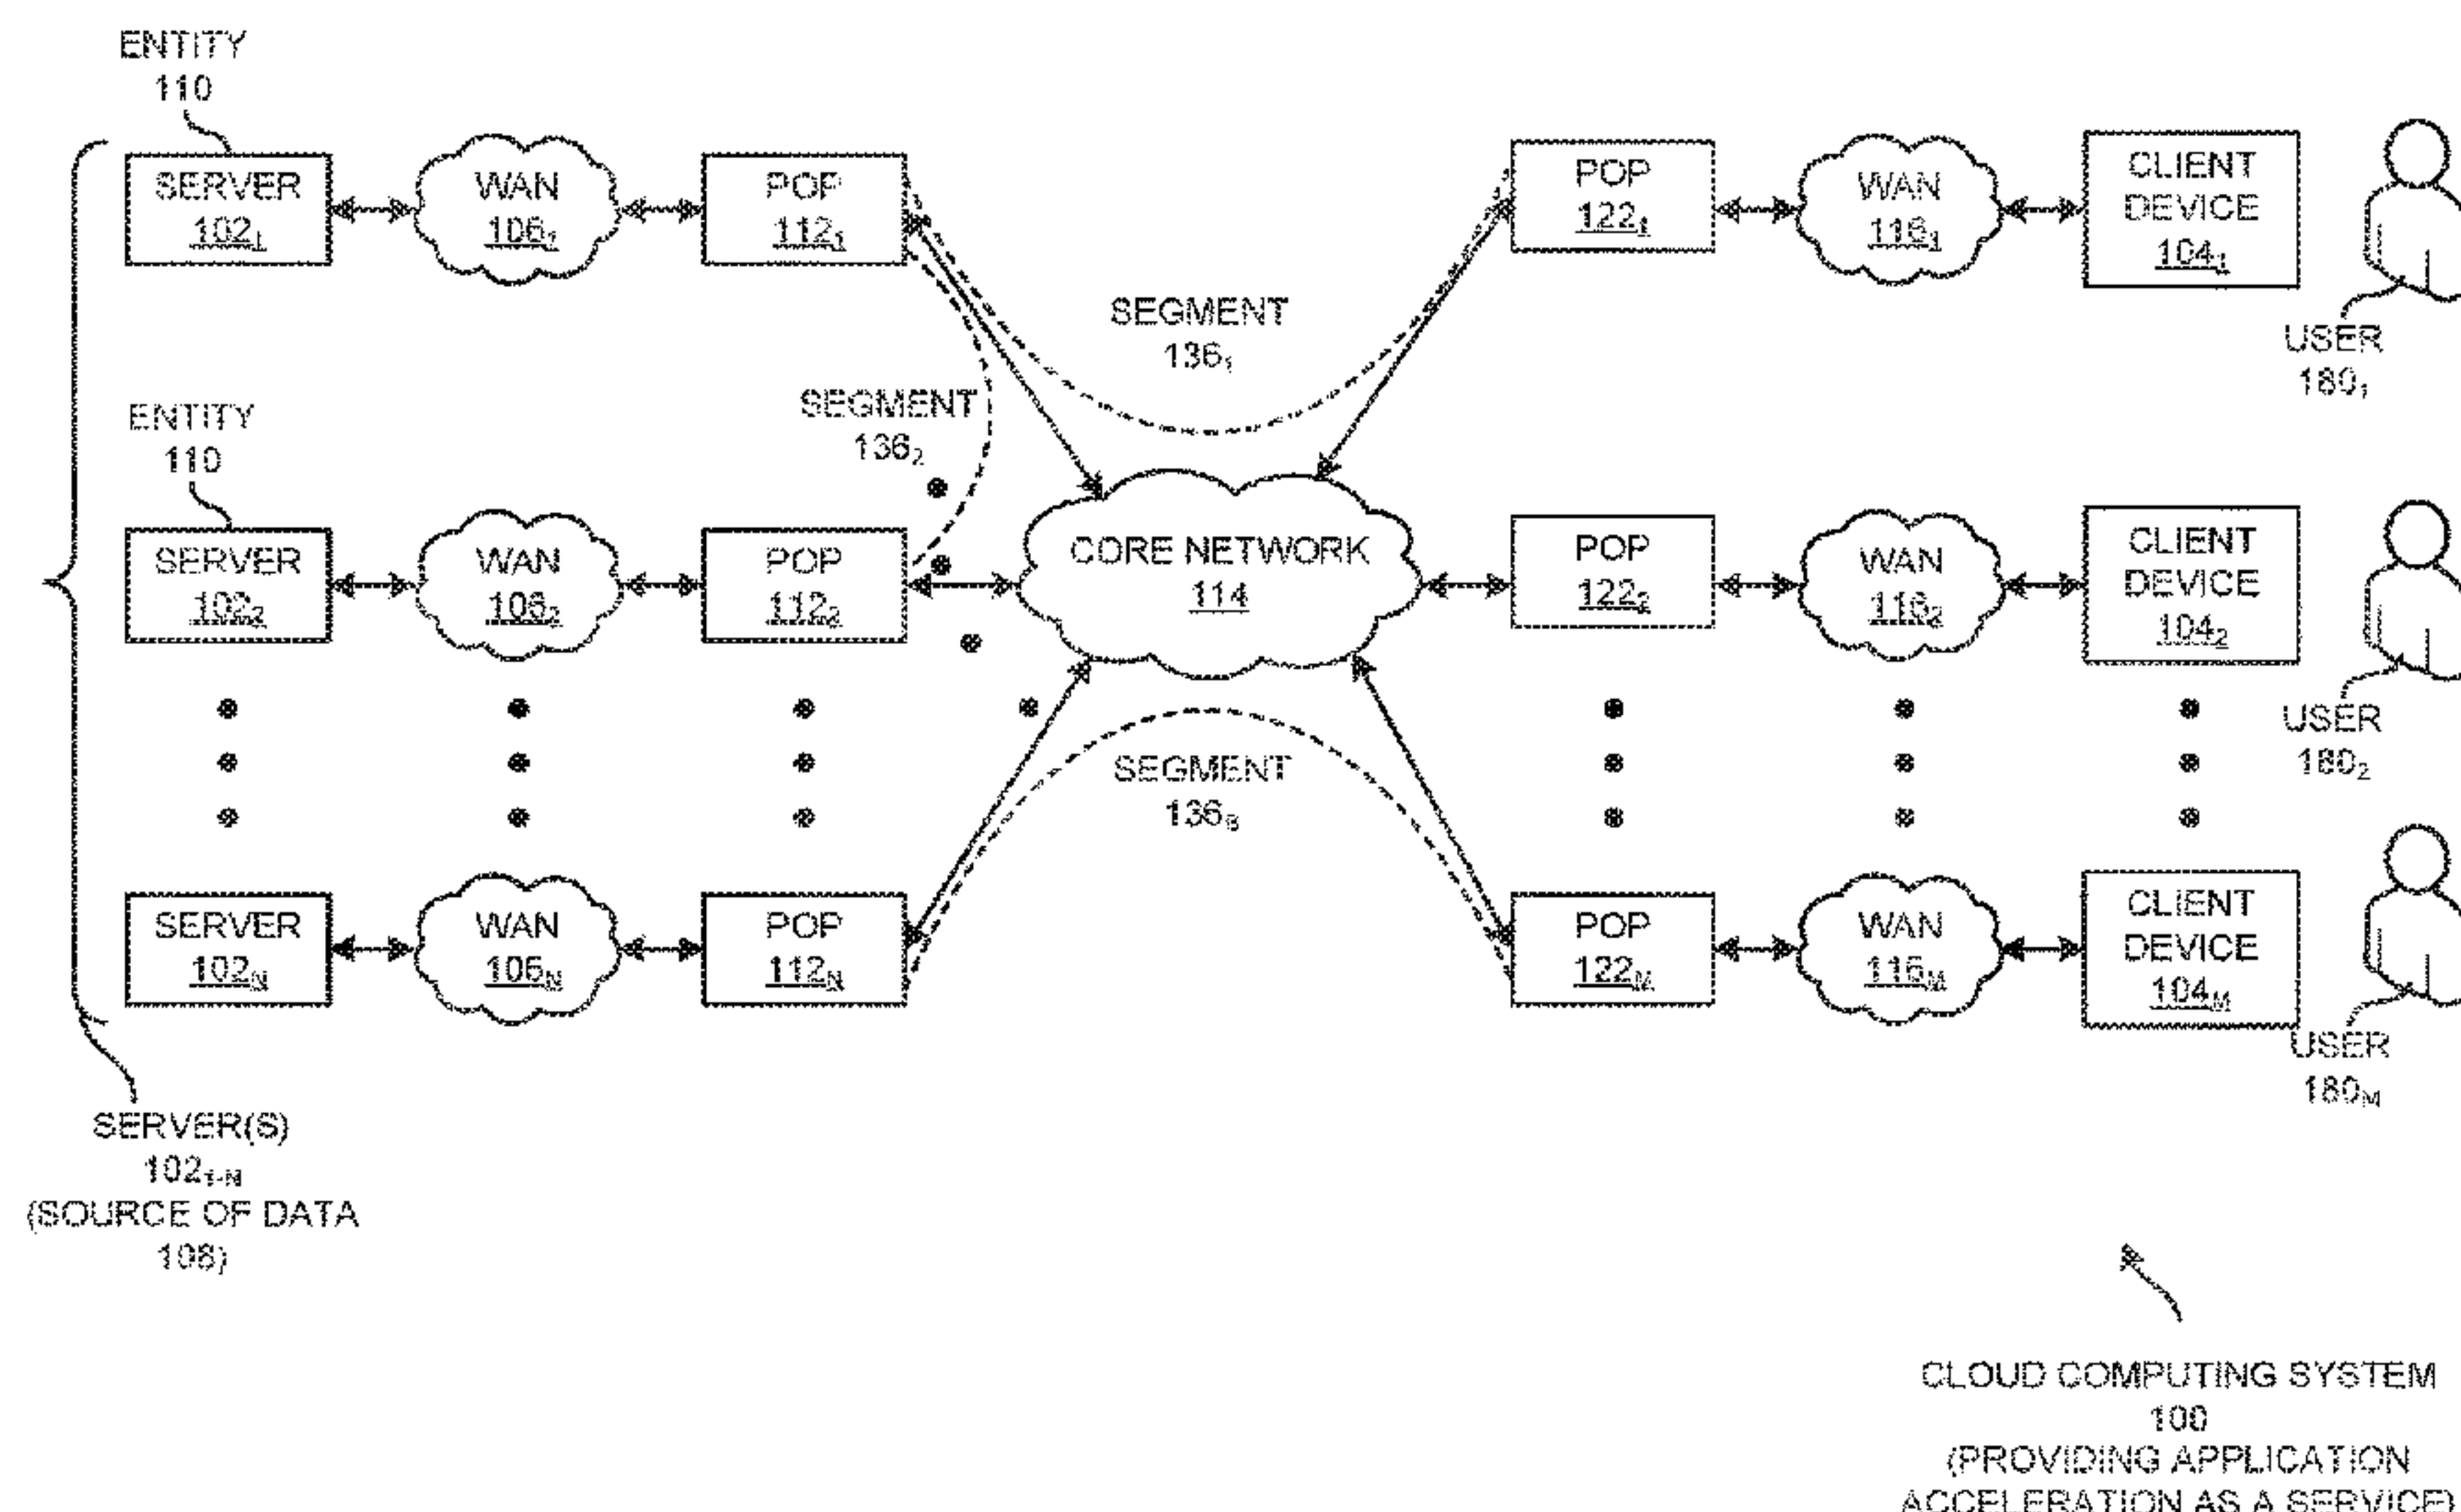 ENTITY
110
SERVER
102₁
WAN
106₁
POP
112₁
POP
122₁
WAN
116₁
CLIENT
DEVICE
104₁
USER
180₁
SEGMENT
136₁
SEGMENT
136₂
ENTITY
110
SERVER
102₂
WAN
106₂
POP
112₂
CORE NETWORK
114
POP
122₂
WAN
116₂
CLIENT
DEVICE
104₂
USER
180₂
SEGMENT
SERVER
102N
WAN
106N
POP
112N
POP
122M
WAN
116M
CLIENT
DEVICE
104M
USER
180M
SERVER(S)
102₁₋N
(SOURCE OF DATA
108)
CLOUD COMPUTING SYSTEM
100
(PROVIDING APPLICATION
ACCELERATION AS A SERVICE)